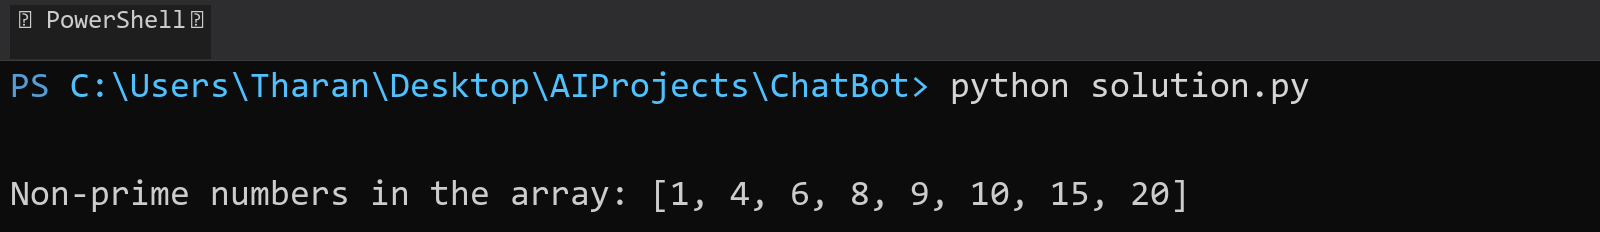 PowerShell
PS C:\Users\Tharan\Desktop\AIProjects\ChatBot> python solution.py
Non-prime numbers in the array: [1, 4, 6, 8, 9, 10, 15, 20]